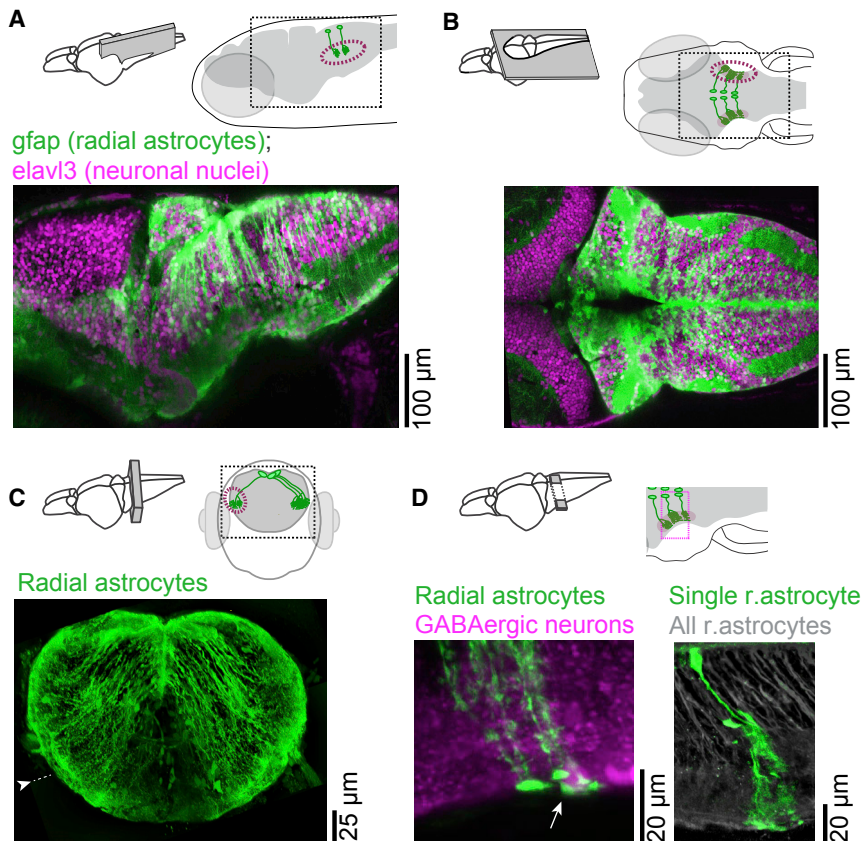 A
B
gfap (radial astrocytes);
elavl3 (neuronal nuclei)
100 μm
100 μm
C
D
Radial astrocytes
25 μm
Radial astrocytes
GABAergic neurons
20 μm
Single r.astrocyte
All r.astrocytes
20 μm